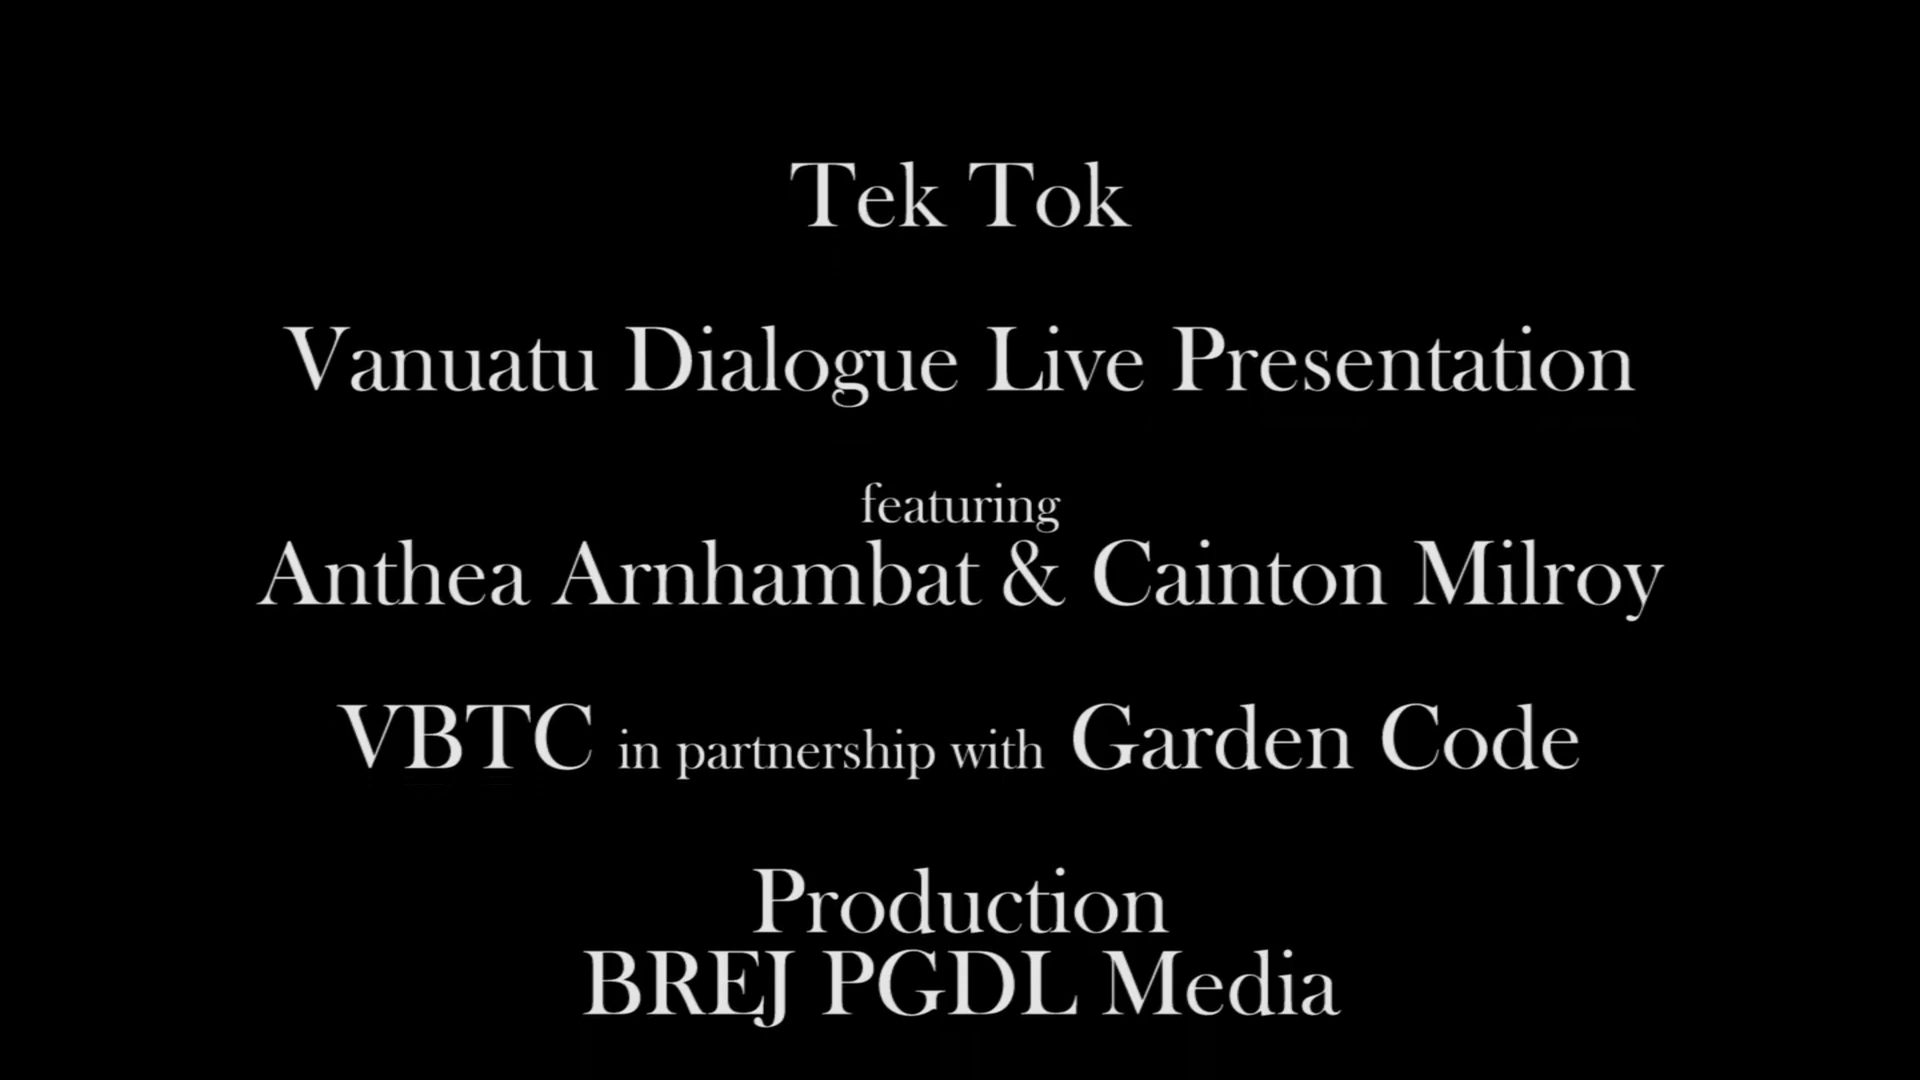 Tek Tok
Vanuatu Dialogue Live Presentation
featuring
Anthea Arnhambat & Cainton Milroy
VBTC in partnership with Garden Code
Production
BREJ PGDL Media